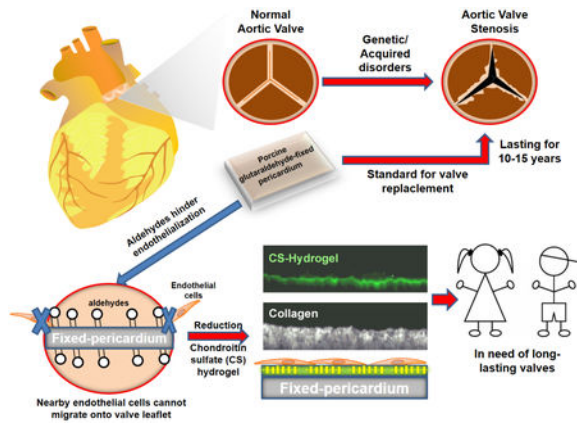 Normal
Aortic Valve
Genetic/
Acquired
disorders
Aortic Valve
Stenosis
Porcine
glutaraldehyde-fixed
pericardium
Lasting for
10-15 years
Standard for valve
replacement
Aldehydes hinder
endothelialization
Endothelial
cells
aldehydes
Fixed-pericardium
Nearby endothelial cells cannot
migrate onto valve leaflet
Reduction
Chondroitin
sulfate (CS)
hydrogel
CS-Hydrogel
Collagen
Fixed-pericardium
In need of long-
lasting valves